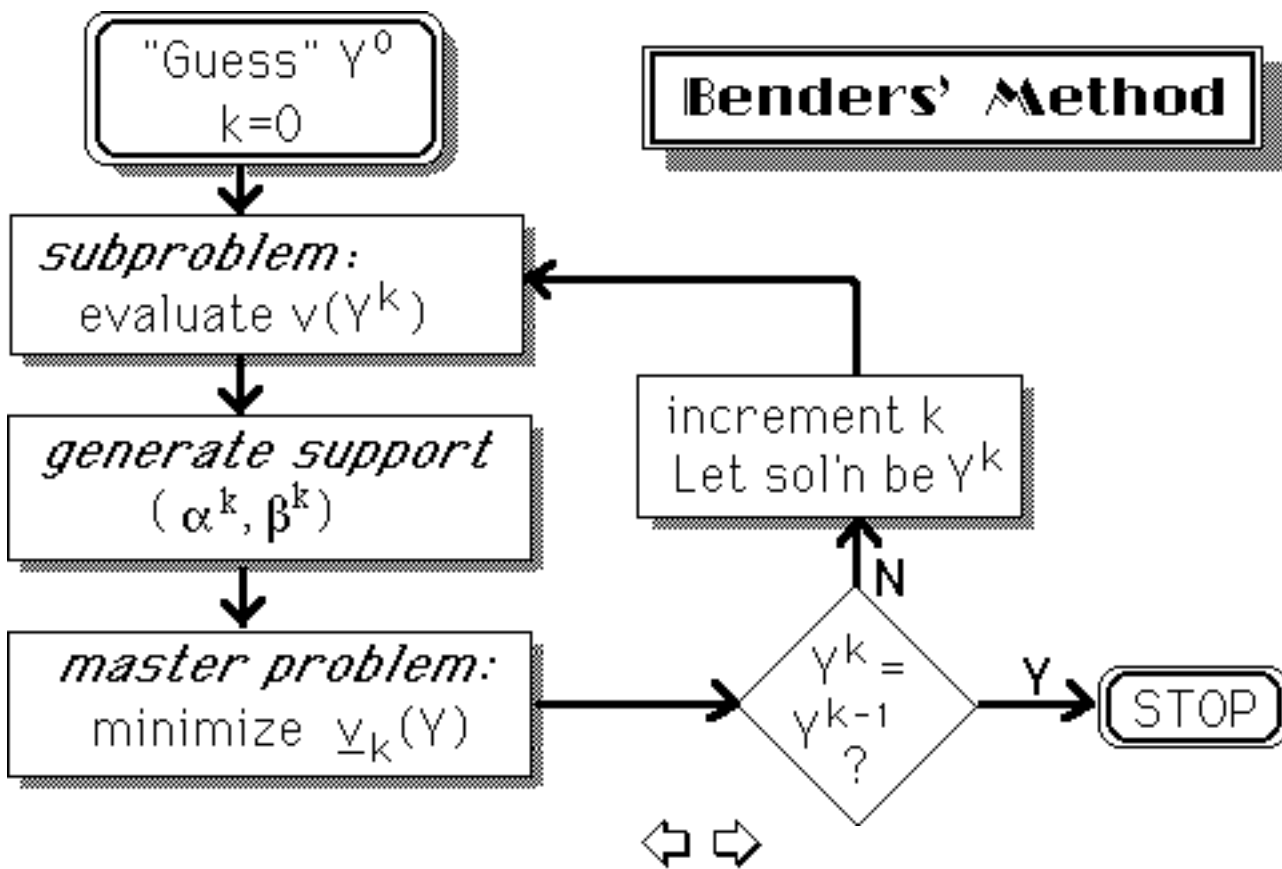 "Guess" Y⁰
k=0
Benders' Method
subproblem:
evaluate v(Yᵏ)
generate support
(αᵏ, βᵏ)
master problem:
minimize v̲ₖ(Y)
increment k
Let sol'n be Yᵏ
N
Yᵏ =
Yᵏ⁻¹
?
Y
STOP